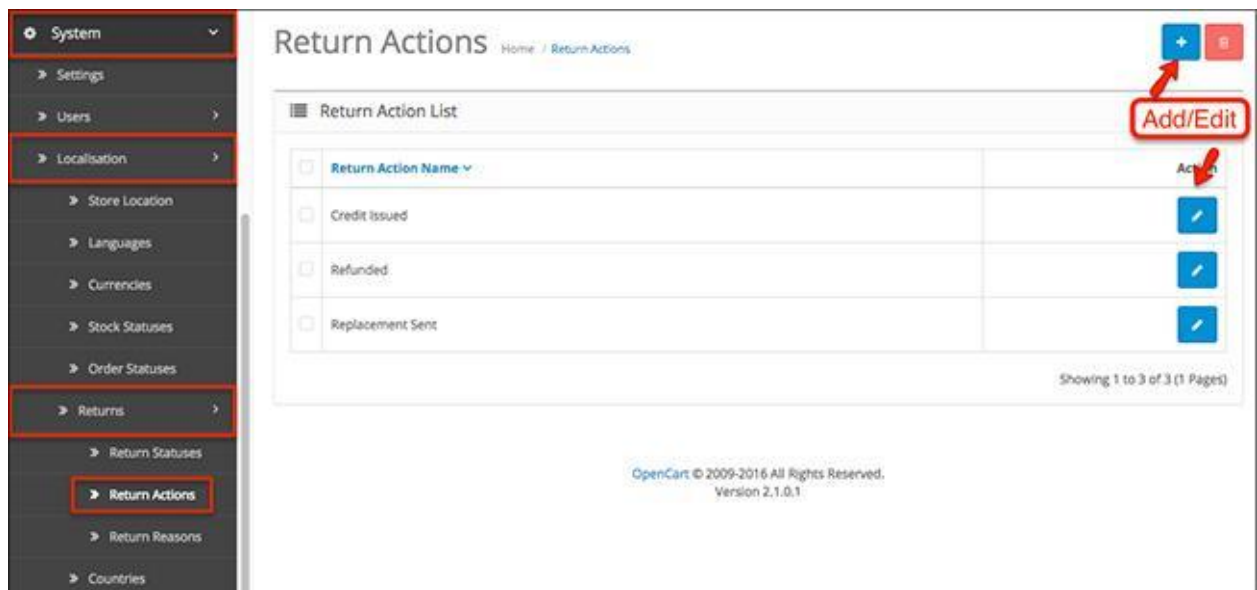 System
Settings
Users
Localisation
Store Location
Languages
Currencies
Stock Statuses
Order Statuses
Returns
Return Statuses
Return Actions
Return Reasons
Countries
Return Actions Home / Return Actions
Add/Edit
Return Action List
Return Action Name Action
Credit Issued
Refunded
Replacement Sent
Showing 1 to 3 of 3 (1 Pages)
OpenCart © 2009-2016 All Rights Reserved.
Version 2.1.0.1